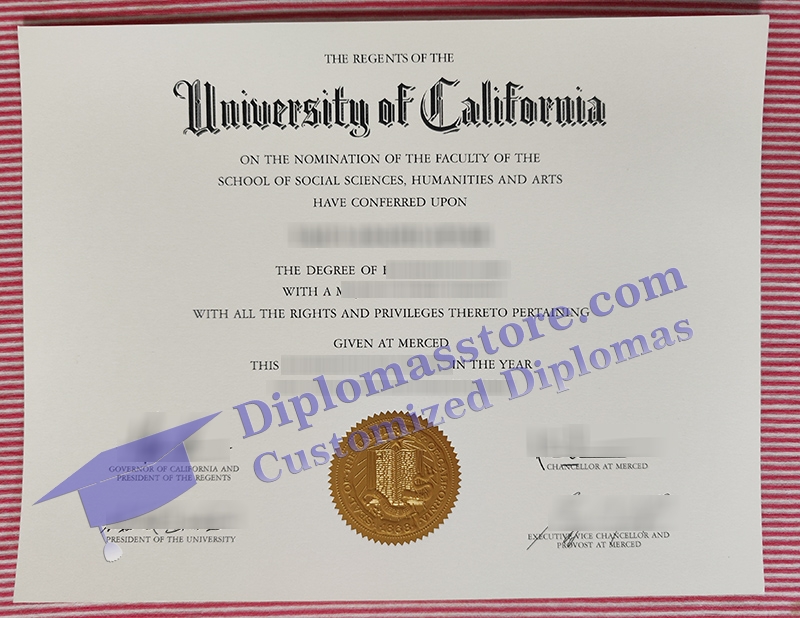 THE REGENTS OF THE
University of California
ON THE NOMINATION OF THE FACULTY OF THE
SCHOOL OF SOCIAL SCIENCES, HUMANITIES AND ARTS
HAVE CONFERRED UPON
THE DEGREE OF
WITH A
WITH ALL THE RIGHTS AND PRIVILEGES THERETO PERTAINING
GIVEN AT MERCED
THIS IN THE YEAR
Diplomasstore.com
Customized Diplomas
GOVERNOR OF CALIFORNIA AND
PRESIDENT OF THE REGENTS
CHANCELLOR AT MERCED
PRESIDENT OF THE UNIVERSITY
EXECUTIVE VICE CHANCELLOR AND
PROVOST AT MERCED